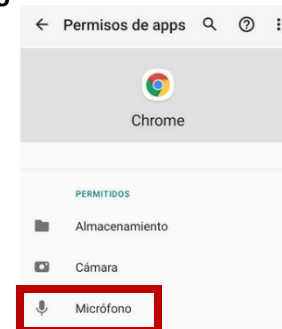 Permisos de apps
Chrome
PERMITIDOS
Almacenamiento
Cámara
Micrófono